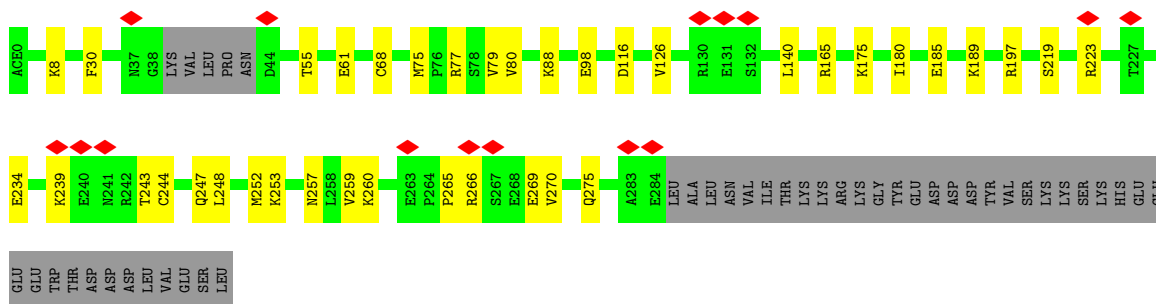 ACE0 K8 F30 N37 G38 LYS VAL LEU PRO ASN D44 T55 E61 C68 M75 P76 R77 S78 V79 V80 K88 E98 D116 V126 R130 E131 S132 L140 R165 K175 I180 E185 K189 R197 S219 R223 T227
E234 K239 E240 N241 R242 T243 C244 Q247 L248 M252 K253 N257 L258 V259 K260 E263 P264 P265 R266 S267 E268 E269 V270 Q275 A283 E284 LEU ALA LEU ASN VAL ILE THR LYS LYS ARG LYS GLY TYR GLU ASP ASP ASP TYR VAL SER LYS LYS SER LYS HIS GLU GLU
GLU GLU TRP THR ASP ASP ASP LEU VAL GLU SER LEU